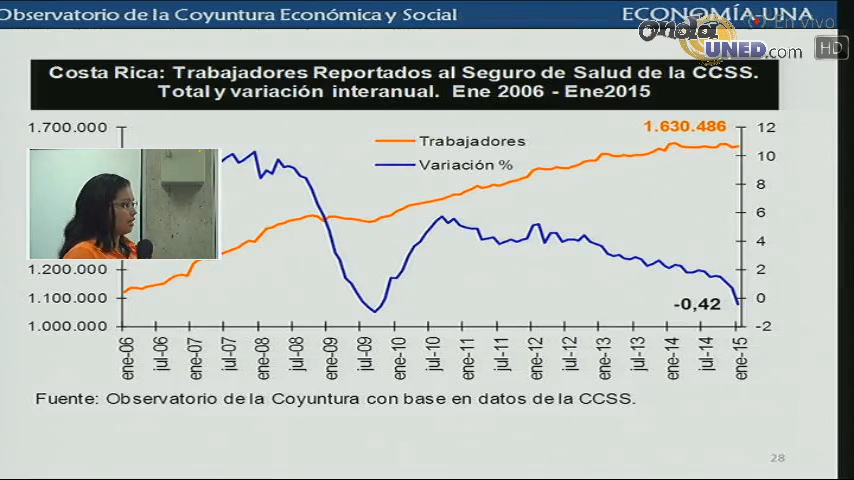 Observatorio de la Coyuntura Económica y Social
ECONOMÍA-UNA
En vivo
Onda
UNED.com
HD
Costa Rica: Trabajadores Reportados al Seguro de Salud de la CCSS.
Total y variación interanual. Ene 2006 - Ene2015
1.700.000
1.200.000
1.100.000
1.000.000
Trabajadores
Variación %
1.630.486
-0,42
12
10
8
6
4
2
0
-2
ene-06
jul-06
ene-07
jul-07
ene-08
jul-08
ene-09
jul-09
ene-10
jul-10
ene-11
jul-11
ene-12
jul-12
ene-13
jul-13
ene-14
jul-14
ene-15
Fuente: Observatorio de la Coyuntura con base en datos de la CCSS.
28